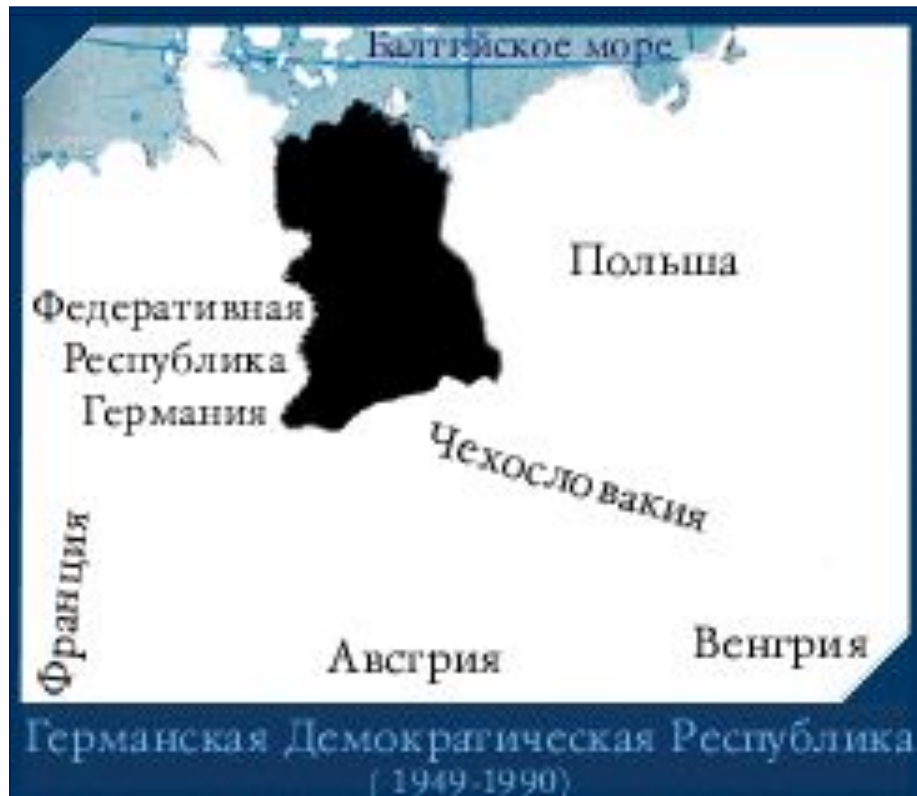 Балтийское море
Польша
Федеративная
Республика
Германия
Чехословакия
Франция
Австрия
Венгрия
Германская Демократическая Республика
( 1949-1990)